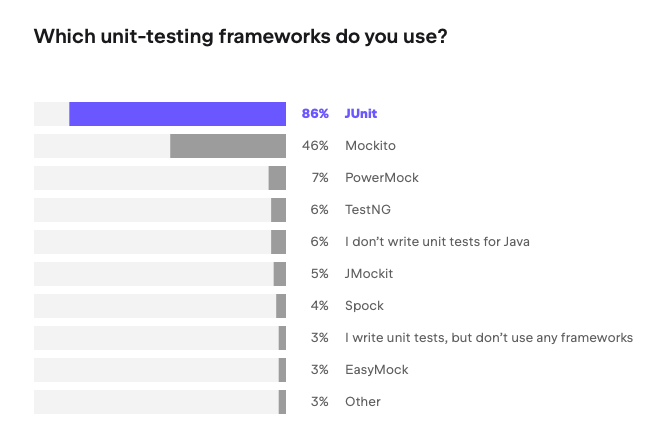 Which unit-testing frameworks do you use?
86% JUnit
46% Mockito
7% PowerMock
6% TestNG
6% I don’t write unit tests for Java
5% JMockit
4% Spock
3% I write unit tests, but don’t use any frameworks
3% EasyMock
3% Other